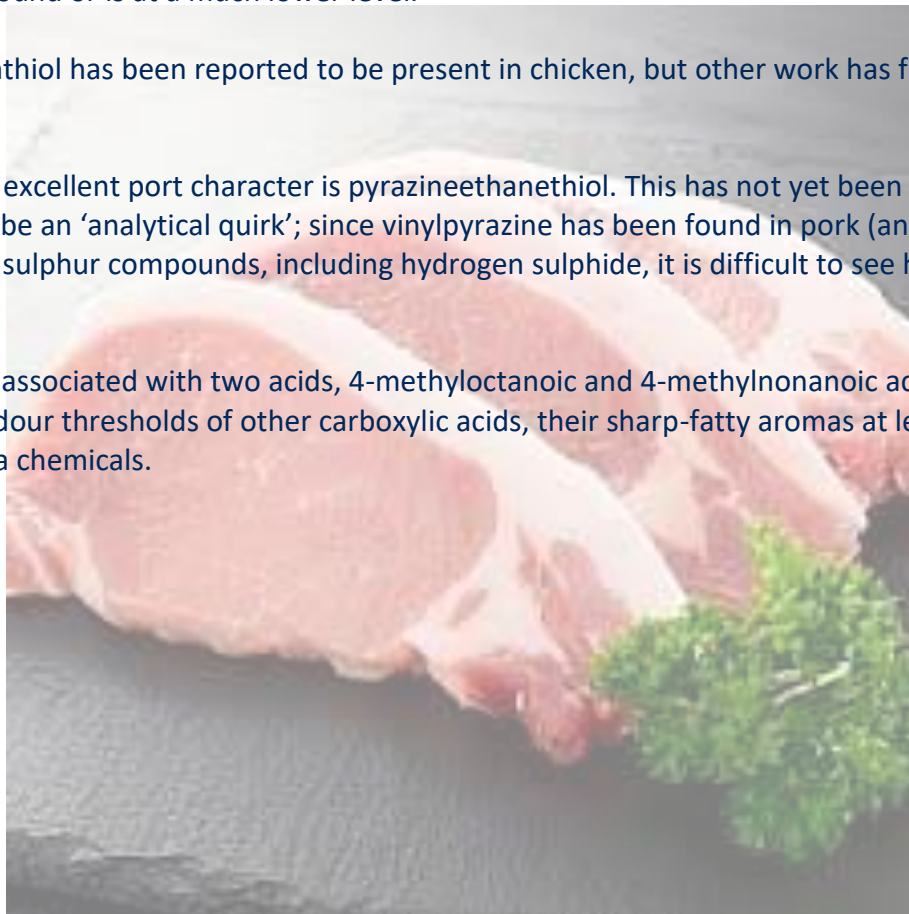 is at a much lower level.
thiol has been reported to be present in chicken, but other work has f
excellent port character is pyrazineethanethiol. This has not yet been
be an ‘analytical quirk’; since vinylpyrazine has been found in pork (an
sulphur compounds, including hydrogen sulphide, it is difficult to see h
associated with two acids, 4-methyloctanoic and 4-methylnonanoic ac
dour thresholds of other carboxylic acids, their sharp-fatty aromas at le
a chemicals.